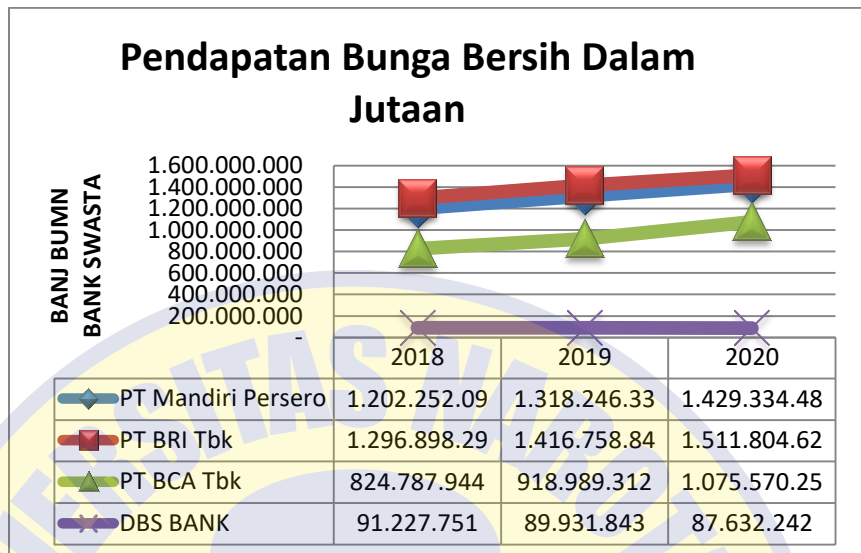 Pendapatan Bunga Bersih Dalam
Jutaan
BANJ BUMN
BANK SWASTA
1.600.000.000
1.400.000.000
1.200.000.000
1.000.000.000
800.000.000
600.000.000
400.000.000
200.000.000
-
2018 2019 2020
PT Mandiri Persero 1.202.252.09 1.318.246.33 1.429.334.48
PT BRI Tbk 1.296.898.29 1.416.758.84 1.511.804.62
PT BCA Tbk 824.787.944 918.989.312 1.075.570.25
DBS BANK 91.227.751 89.931.843 87.632.242